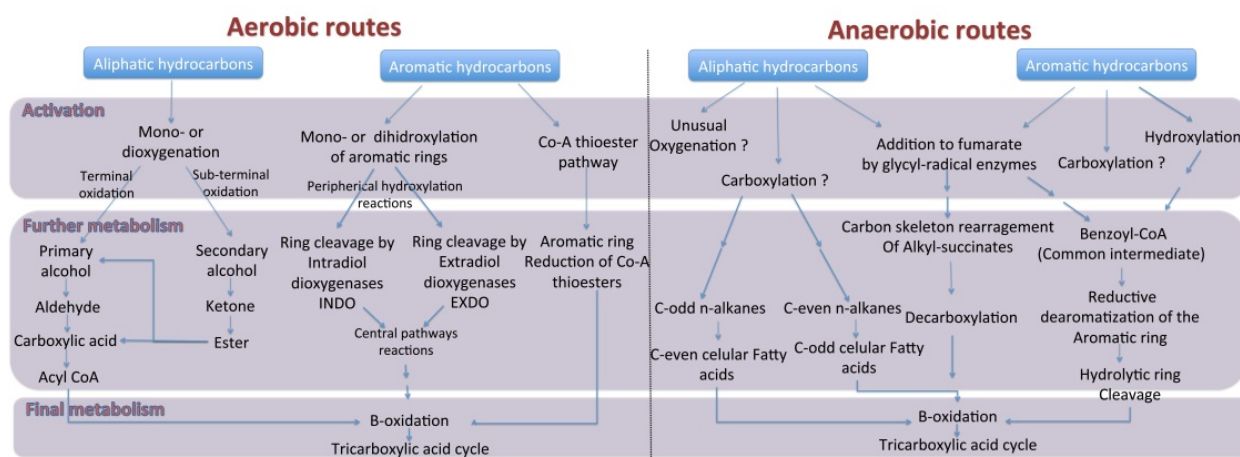 Aerobic routes
Anaerobic routes
Aliphatic hydrocarbons
Aromatic hydrocarbons
Aliphatic hydrocarbons
Aromatic hydrocarbons
Activation
Mono- or
dioxygenation
Terminal
oxidation
Sub-terminal
oxidation
Mono- or dihidroxylation
of aromatic rings
Peripherical hydroxylation
reactions
Co-A thioester
pathway
Unusual
Oxygenation ?
Carboxylation ?
Addition to fumarate
by glycyl-radical enzymes
Carboxylation ?
Hydroxylation
Further metabolism
Primary
alcohol
Aldehyde
Carboxylic acid
Acyl CoA
Secondary
alcohol
Ketone
Ester
Ring cleavage by
Intradiol
dioxygenases
INDO
Ring cleavage by
Extradiol
dioxygenases
EXDO
Central pathways
reactions
Aromatic ring
Reduction of Co-A
thioesters
C-odd n-alkanes
C-even celular Fatty
acids
C-even n-alkanes
C-odd celular Fatty
acids
Carbon skeleton rearragement
Of Alkyl-succinates
Decarboxylation
Benzoyl-CoA
(Common intermediate)
Reductive
dearomatization of the
Aromatic ring
Hydrolytic ring
Cleavage
Final metabolism
B-oxidation
Tricarboxylic acid cycle
B-oxidation
Tricarboxylic acid cycle